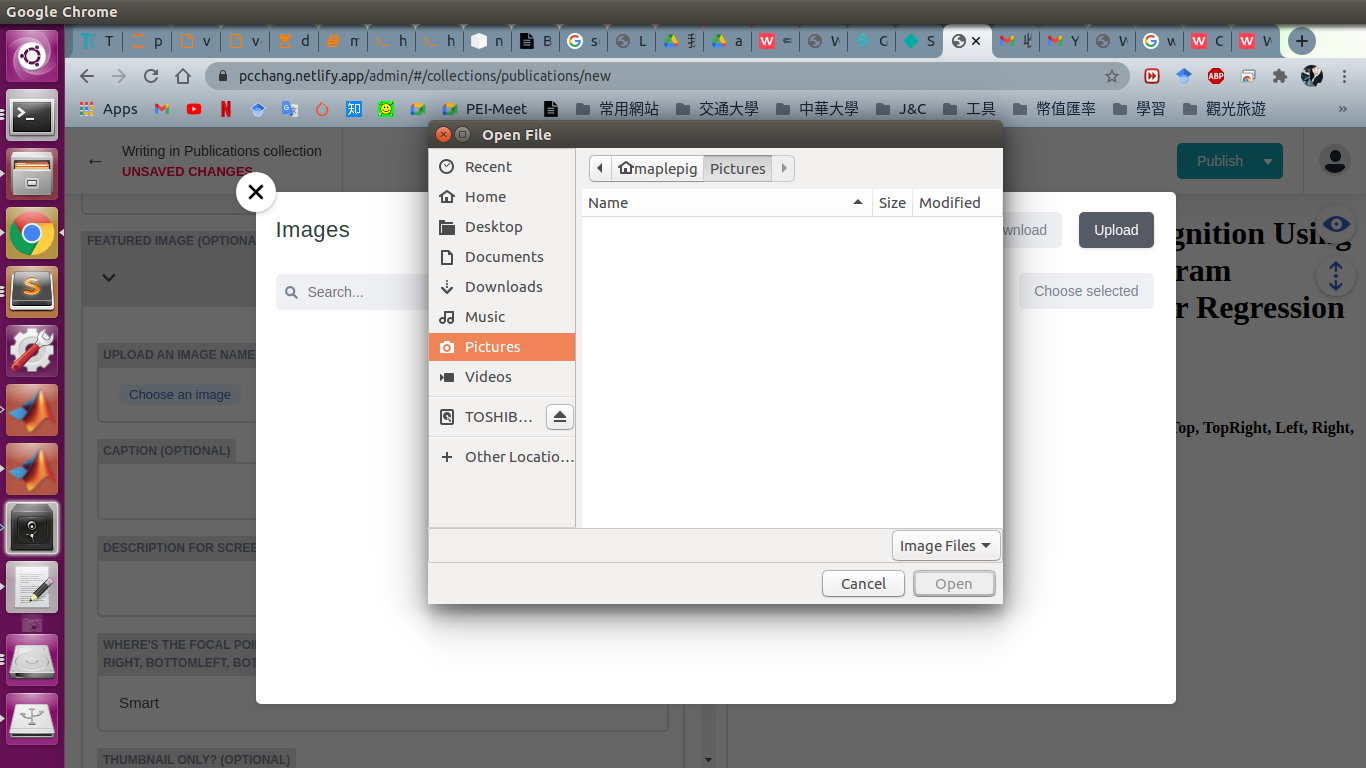 Google Chrome
T p v v d m h h n B s L a W C S Y W w C
pcchang.netlify.app/admin/#/collections/publications/new
Apps PEI-Meet 常用網站 交通大學 中華大學 J&C 工具 幣值匯率 學習 觀光旅遊 »
Open File
Writing in Publications collection
UNSAVED CHANGES
Publish
Recent
Home
Desktop
Documents
Downloads
Music
Pictures
Videos
TOSHIB…
Other Locatio…
maplepig Pictures
Name Size Modified
Image Files
Cancel Open
Images
wnload Upload
Search...
Choose selected
FEATURED IMAGE (OPTIONA
UPLOAD AN IMAGE NAME
Choose an image
CAPTION (OPTIONAL)
DESCRIPTION FOR SCREE
WHERE'S THE FOCAL POI
RIGHT, BOTTOMLEFT, BOT
Smart
THUMBNAIL ONLY? (OPTIONAL)
gnition Using
ram
r Regression
Top, TopRight, Left, Right,